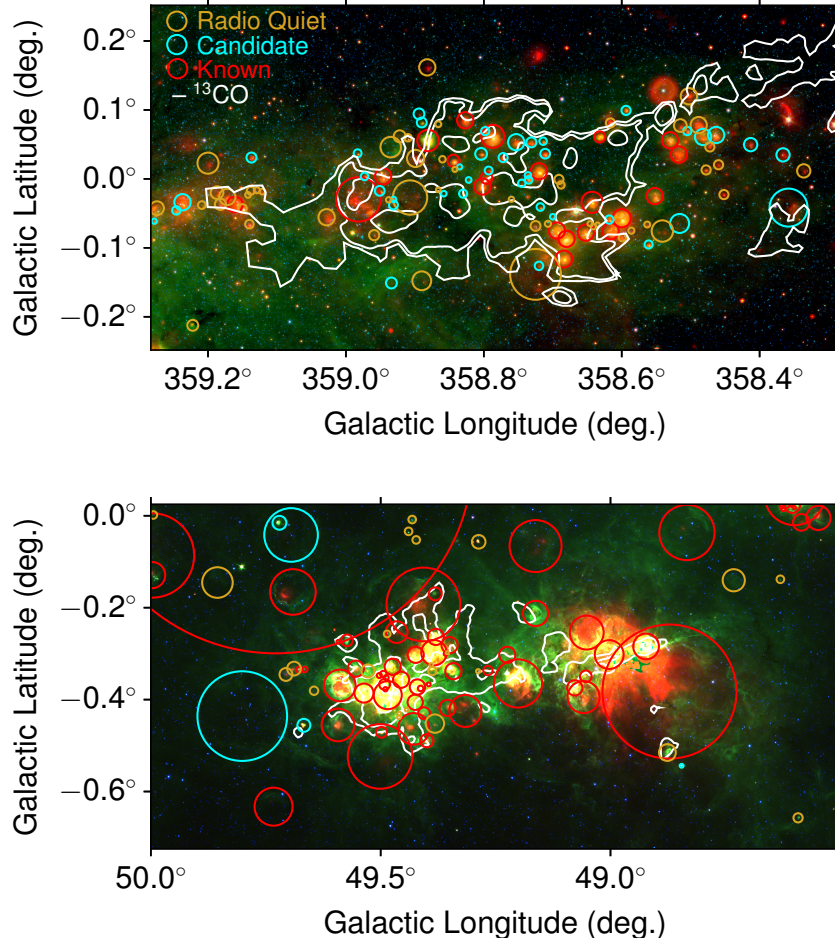 0.2°
0.1°
0.0°
−0.1°
−0.2°
Galactic Latitude (deg.)
Radio Quiet
Candidate
Known
– ¹³CO
359.2° 359.0° 358.8° 358.6° 358.4°
Galactic Longitude (deg.)
0.0°
−0.2°
−0.4°
−0.6°
Galactic Latitude (deg.)
50.0° 49.5° 49.0°
Galactic Longitude (deg.)